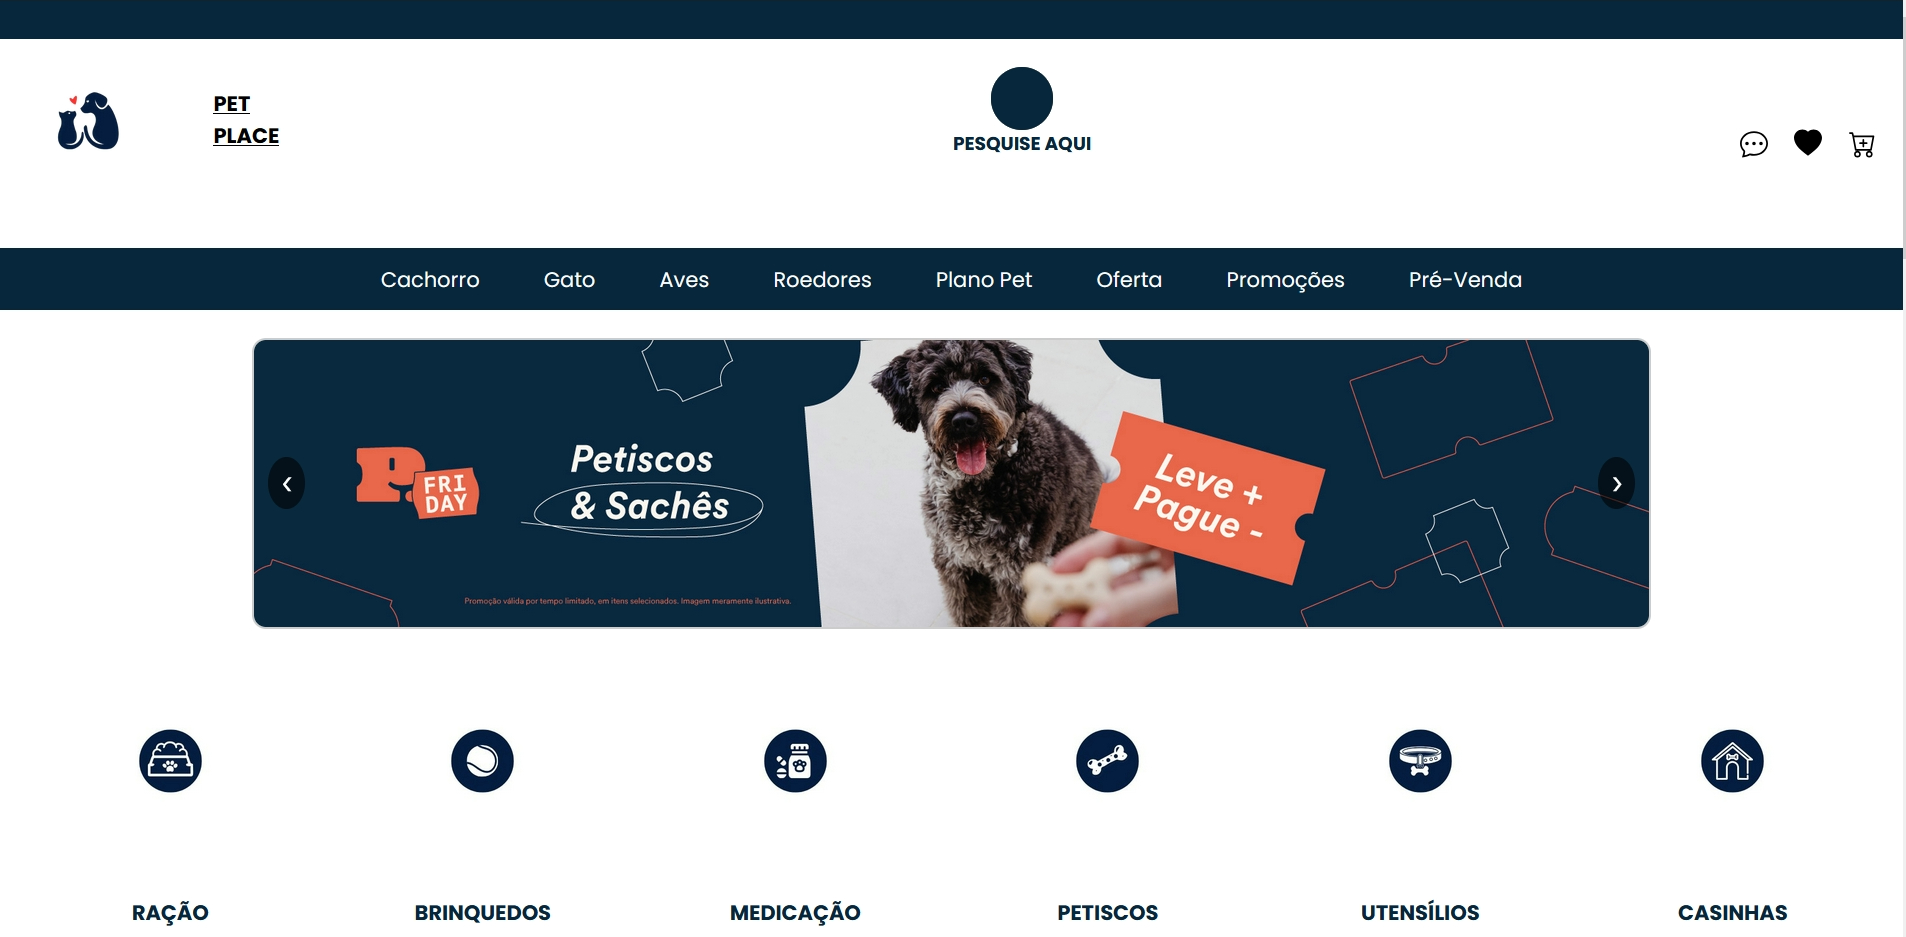 PET
PLACE
PESQUISE AQUI
Cachorro Gato Aves Roedores Plano Pet Oferta Promoções Pré-Venda
Petiscos
& Sachês
P. FRI
DAY
Leve +
Pague -
Promoção válida por tempo limitado, em itens selecionados. Imagem meramente ilustrativa.
RAÇÃO BRINQUEDOS MEDICAÇÃO PETISCOS UTENSÍLIOS CASINHAS